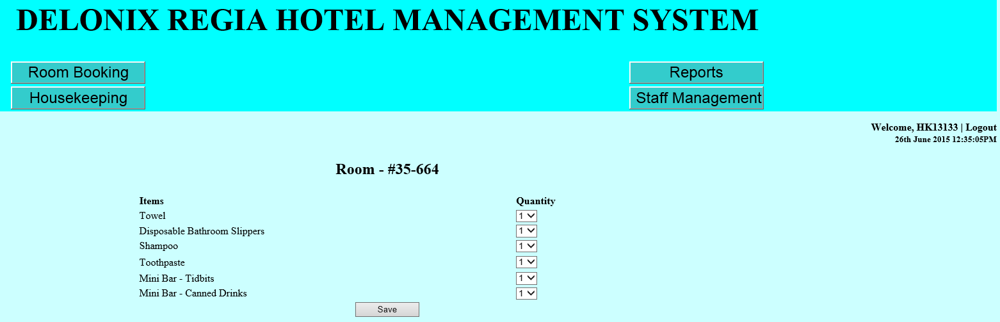 DELONIX REGIA HOTEL MANAGEMENT SYSTEM
Room Booking Reports
Housekeeping Staff Management
Welcome, HK13133 | Logout
26th June 2015 12:35:05PM
Room - #35-664
Items Quantity
Towel 1
Disposable Bathroom Slippers 1
Shampoo 1
Toothpaste 1
Mini Bar - Tidbits 1
Mini Bar - Canned Drinks 1
Save